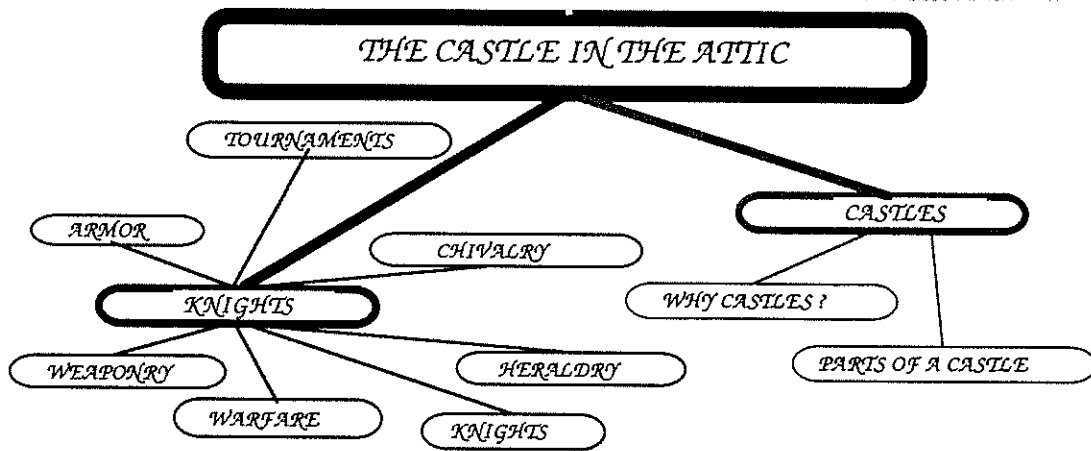 THE CASTLE IN THE ATTIC
TOURNAMENTS
CASTLES
ARMOR
CHIVALRY
KNIGHTS
WHY CASTLES ?
WEAPONRY
HERALDRY
PARTS OF A CASTLE
WARFARE
KNIGHTS